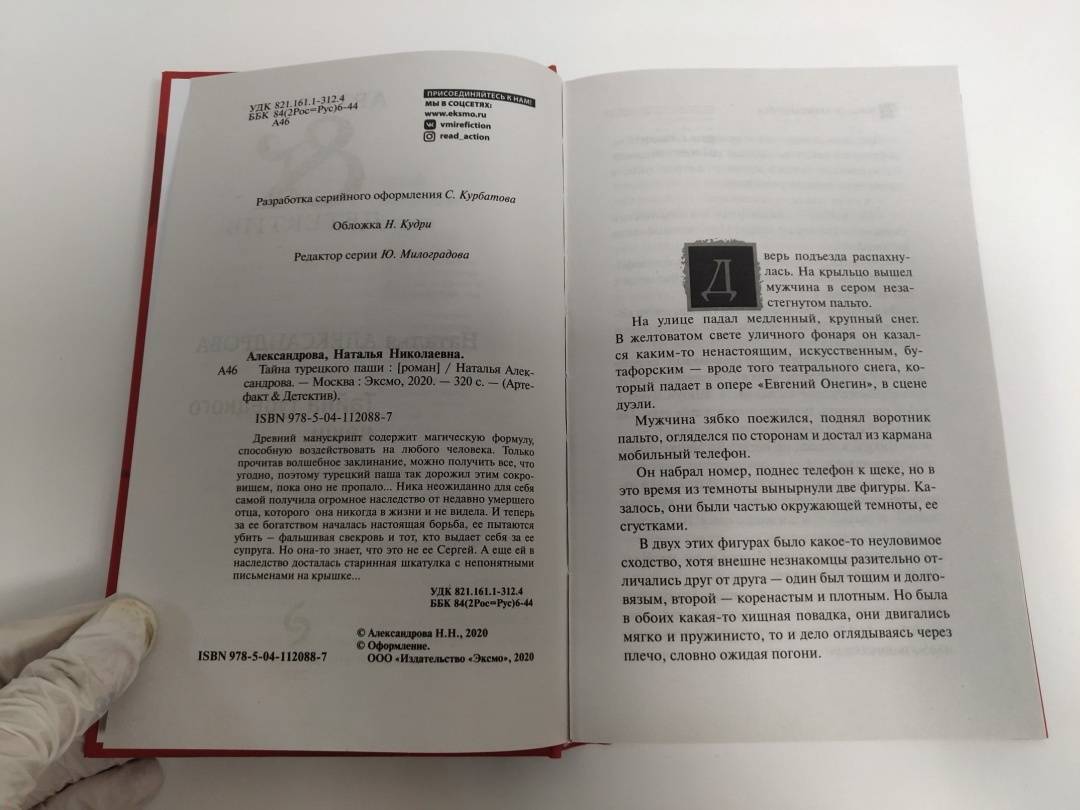 УДК 821.161.1-312.4
ББК 84(2Рос=Рус)6-44
А46
ПРИСОЕДИНЯЙТЕСЬ К НАМ!
МЫ В СОЦСЕТЯХ:
www.eksmo.ru
vmirefiction
read_action
Разработка серийного оформления С. Курбатова
Обложка Н. Кудри
Редактор серии Ю. Милоградова
Александрова, Наталья Николаевна.
А46 Тайна турецкого паши : [роман] / Наталья Алек-
сандрова. — Москва : Эксмо, 2020. — 320 с. — (Арте-
факт & Детектив).
ISBN 978-5-04-112088-7
Древний манускрипт содержит магическую формулу,
способную воздействовать на любого человека. Только
прочитав волшебное заклинание, можно получить все, что
угодно, поэтому турецкий паша так дорожил этим сокро-
вищем, пока оно не пропало... Ника неожиданно для себя
самой получила огромное наследство от недавно умершего
отца, которого она никогда в жизни и не видела. И теперь
за ее богатством началась настоящая борьба, ее пытаются
убить – фальшивая свекровь и тот, кто выдает себя за ее
супруга. Но она-то знает, что это не ее Сергей. А еще ей в
наследство досталась старинная шкатулка с непонятными
письменами на крышке...
УДК 821.161.1-312.4
ББК 84(2Рос=Рус)6-44
© Александрова Н.Н., 2020
© Оформление.
ISBN 978-5-04-112088-7 ООО «Издательство «Эксмо», 2020
Дверь подъезда распахну-
лась. На крыльцо вышел
мужчина в сером неза-
стегнутом пальто.
На улице падал медленный, крупный снег.
В желтоватом свете уличного фонаря он казал-
ся каким-то ненастоящим, искусственным, бу-
тафорским — вроде того театрального снега, ко-
торый падает в опере «Евгений Онегин», в сцене
дуэли.
Мужчина зябко поежился, поднял воротник
пальто, огляделся по сторонам и достал из кармана
мобильный телефон.
Он набрал номер, поднес телефон к щеке, но в
это время из темноты вынырнули две фигуры. Ка-
залось, они были частью окружающей темноты, ее
сгустками.
В двух этих фигурах было какое-то неуловимое
сходство, хотя внешне незнакомцы разительно от-
личались друг от друга — один был тощим и долго-
вязым, второй — коренастым и плотным. Но была
в обоих какая-то хищная повадка, они двигались
мягко и пружинисто, то и дело оглядываясь через
плечо, словно ожидая погони.